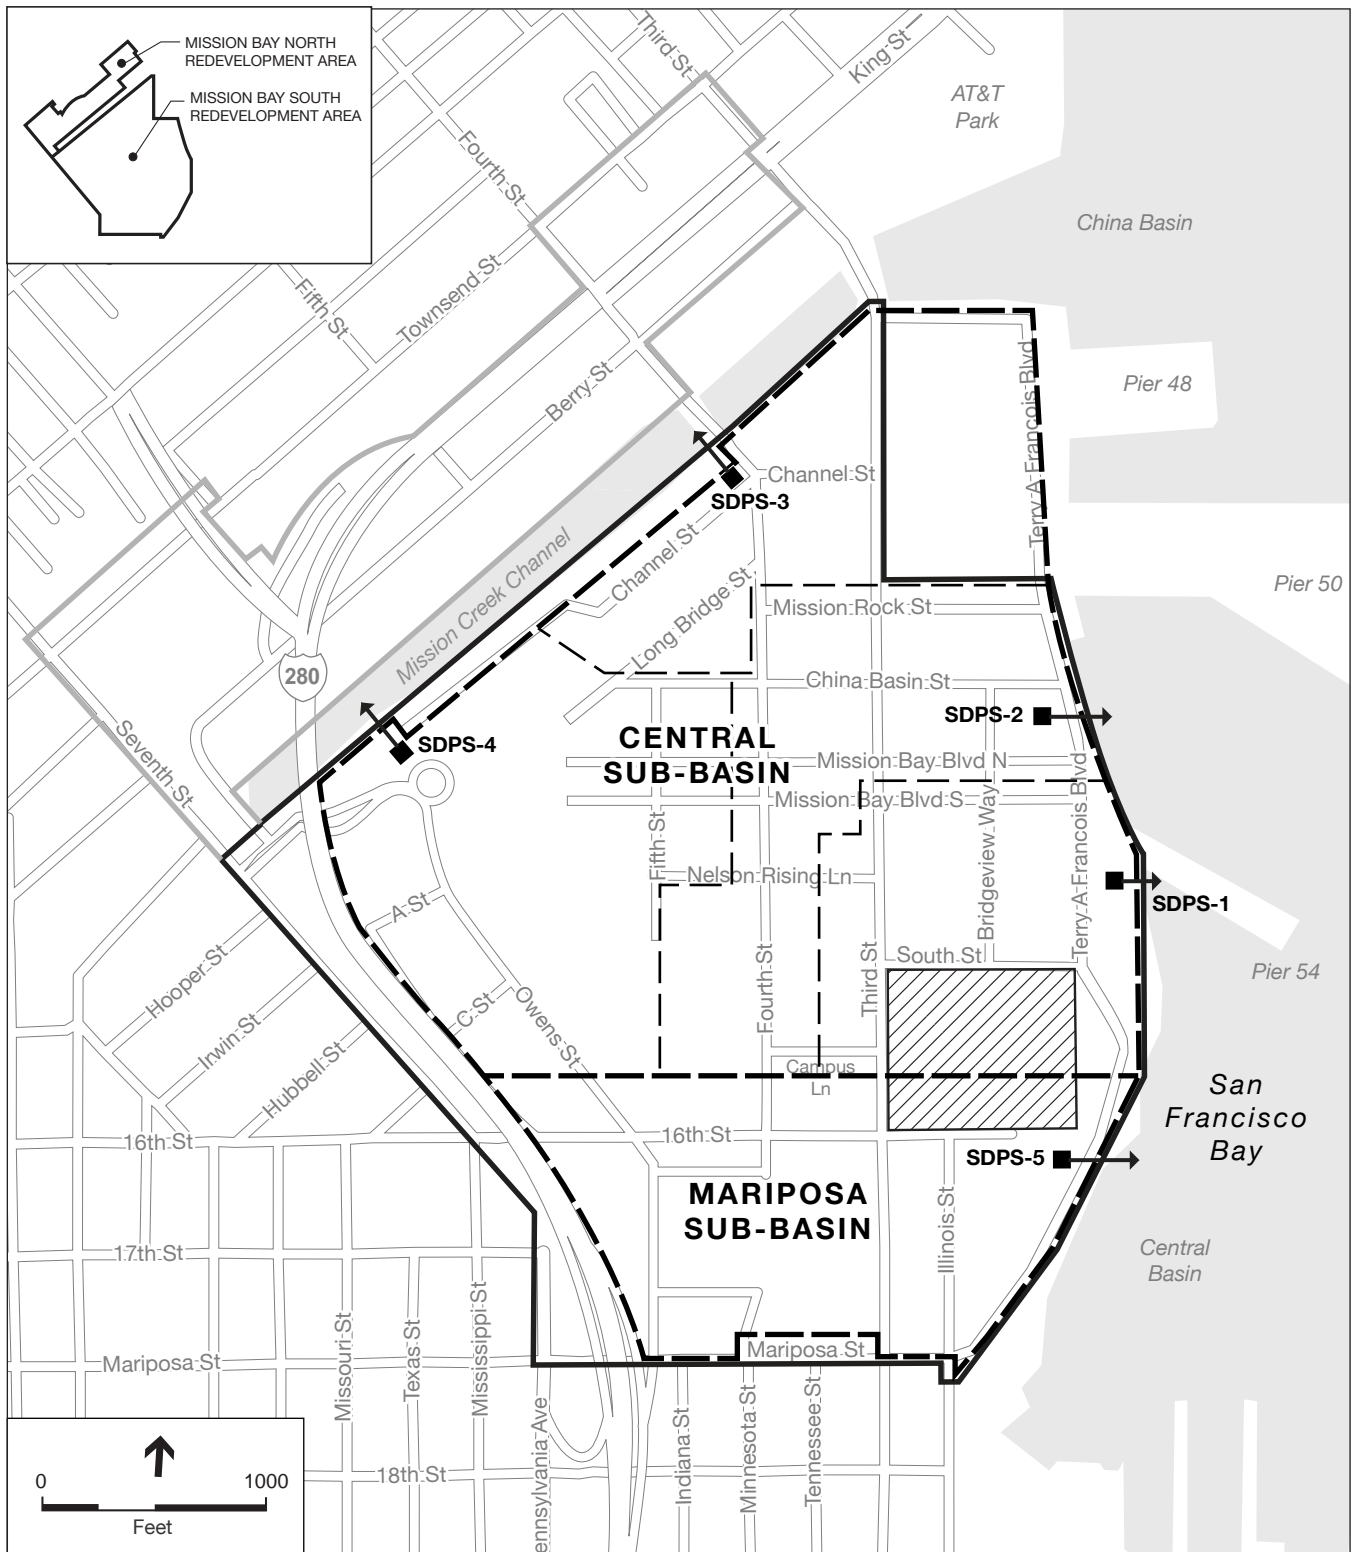 MISSION BAY NORTH
REDEVELOPMENT AREA
MISSION BAY SOUTH
REDEVELOPMENT AREA
Third St
King St
AT&T
Park
Fourth St
China Basin
Townsend St
Fifth St
Berry St
Terry A Francois Blvd
Pier 48
Channel St
SDPS-3
Mission Creek Channel
Channel St
Long Bridge St
Pier 50
Mission Rock St
280
China Basin St
Seventh St
SDPS-4
SDPS-2
CENTRAL
SUB-BASIN
Mission Bay Blvd N
Mission Bay Blvd S
Fifth St
Nelson Rising Ln
Bridgeview Way
Terry A Francois Blvd
SDPS-1
A St
Hooper St
South St
Pier 54
Third St
Fourth St
C St
Owens St
Irwin St
Hubbell St
Campus
Ln
San
Francisco
Bay
16th St
16th St
SDPS-5
MARIPOSA
SUB-BASIN
Illinois St
17th St
Central
Basin
Mariposa St
Mariposa St
Missouri St
Texas St
Mississippi St
ennsylvania Ave
Indiana St
Minnesota St
Tennessee St
18th St
0 1000
Feet